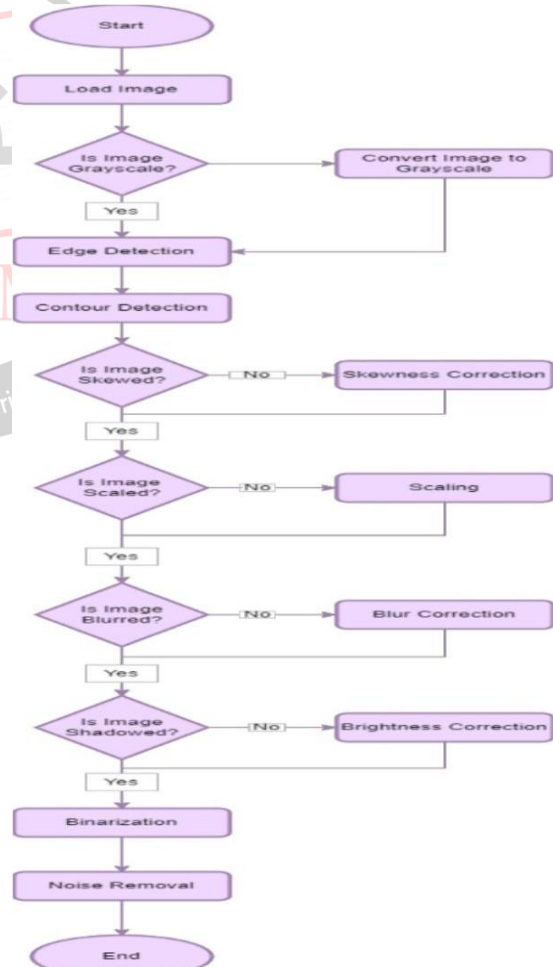 Start
Load Image
Is Image
Grayscale?
Convert Image to
Grayscale
Yes
Edge Detection
Contour Detection
Is Image
Skewed?
No
Skewness Correction
Yes
Is Image
Scaled?
No
Scaling
Yes
Is Image
Blurred?
No
Blur Correction
Yes
Is Image
Shadowed?
No
Brightness Correction
Yes
Binarization
Noise Removal
End